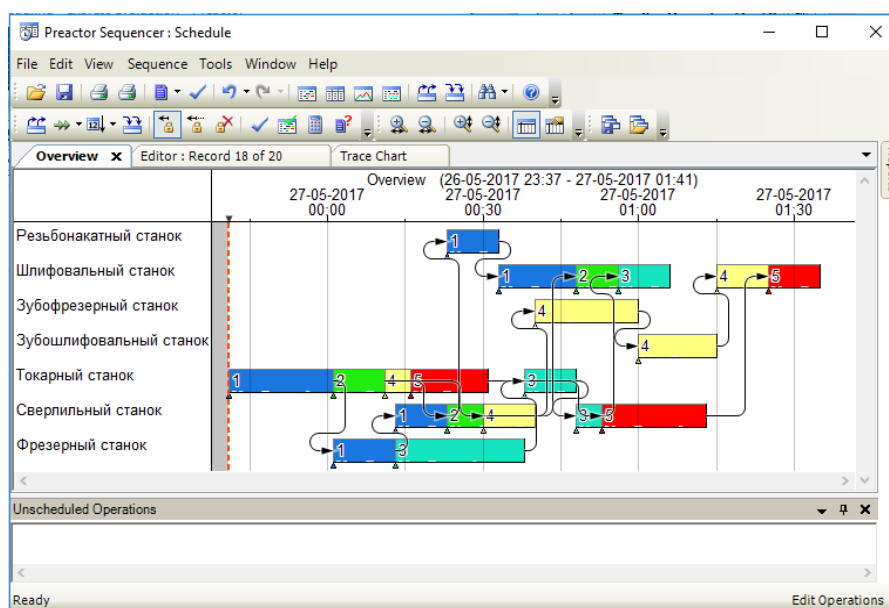 Preactor Sequencer : Schedule
File Edit View Sequence Tools Window Help
Overview X Editor : Record 18 of 20 Trace Chart
Overview (26-05-2017 23:37 - 27-05-2017 01:41)
27-05-2017 27-05-2017 27-05-2017 27-05-2017
00:00 00:30 01:00 01:30
Резьбонакатный станок 1
Шлифовальный станок 1 2 3 4 5
Зубофрезерный станок 4
Зубошлифовальный станок 4
Токарный станок 1 2 4 5 3
Сверлильный станок 1 2 4 3 5
Фрезерный станок 1 3
Unscheduled Operations
Ready Edit Operations